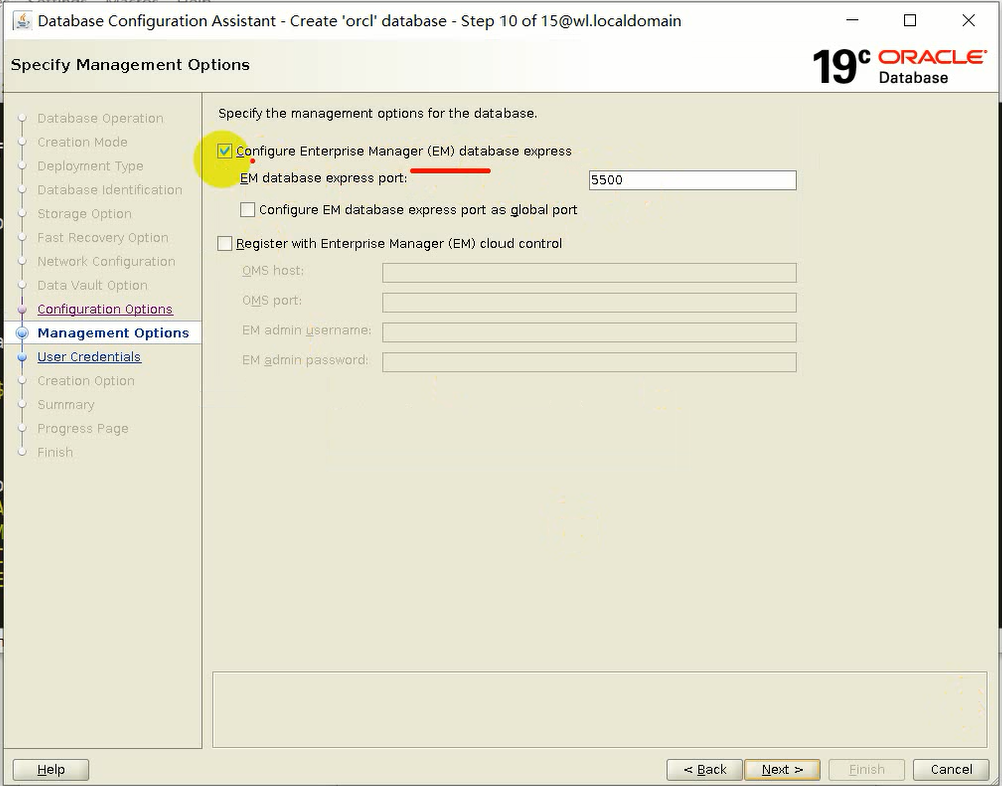 Database Configuration Assistant - Create 'orcl' database - Step 10 of 15@wl.localdomain
Specify Management Options
19c ORACLE
Database
Database Operation
Creation Mode
Deployment Type
Database Identification
Storage Option
Fast Recovery Option
Network Configuration
Data Vault Option
Configuration Options
Management Options
User Credentials
Creation Option
Summary
Progress Page
Finish
Specify the management options for the database.
Configure Enterprise Manager (EM) database express
EM database express port: 5500
Configure EM database express port as global port
Register with Enterprise Manager (EM) cloud control
OMS host:
OMS port:
EM admin username:
EM admin password:
Help
< Back
Next >
Finish
Cancel